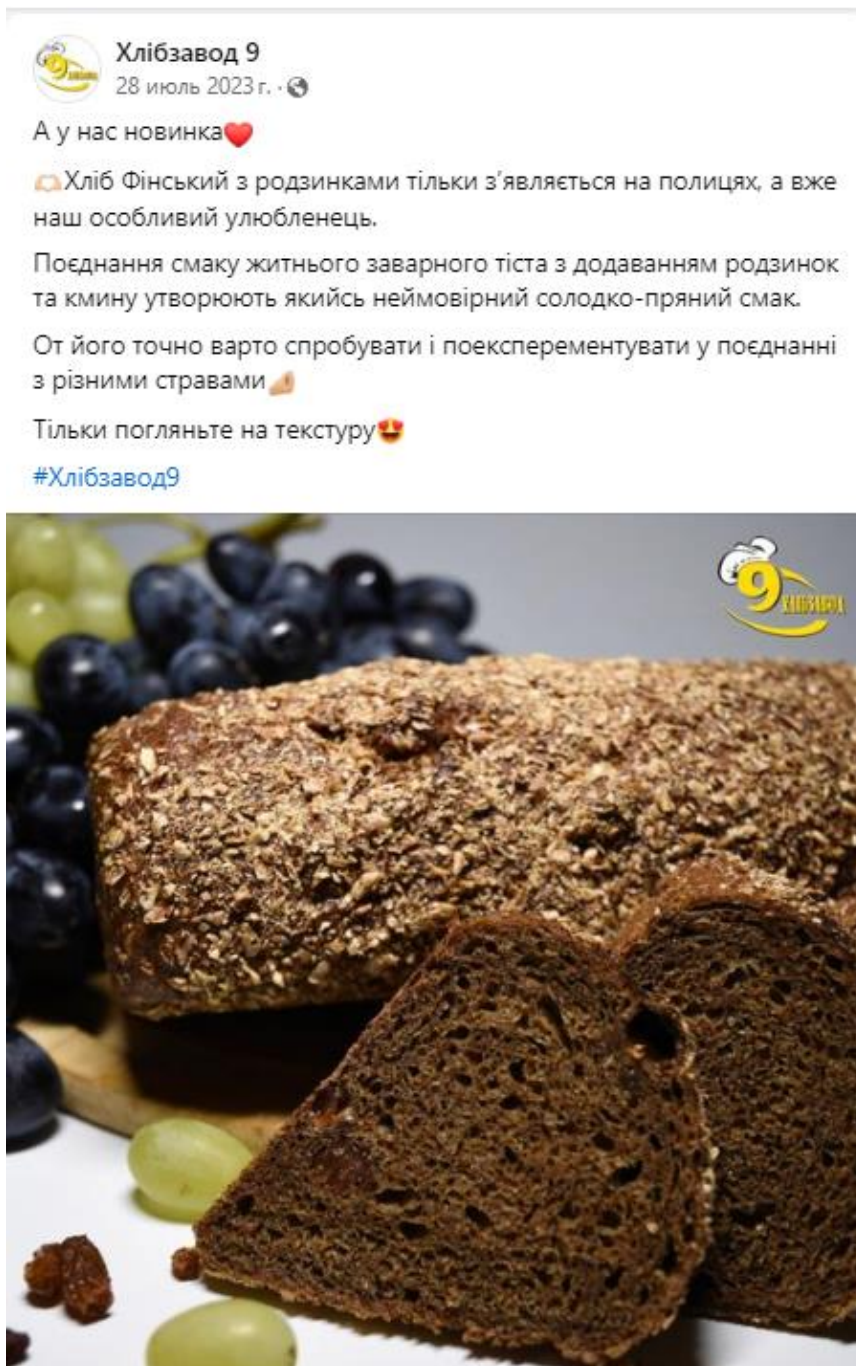 Хлібзавод 9
28 июль 2023 г. ·
А у нас новинка❤️
🫶🏻Хліб Фінський з родзинками тільки з’являється на полицях, а вже
наш особливий улюбленець.
Поєднання смаку житнього заварного тіста з додаванням родзинок
та кмину утворюють якийсь неймовірний солодко-пряний смак.
От його точно варто спробувати і поексперементувати у поєднанні
з різними стравами🤌🏻
Тільки погляньте на текстуру😍
#Хлібзавод9
9 ХЛІБЗАВОД